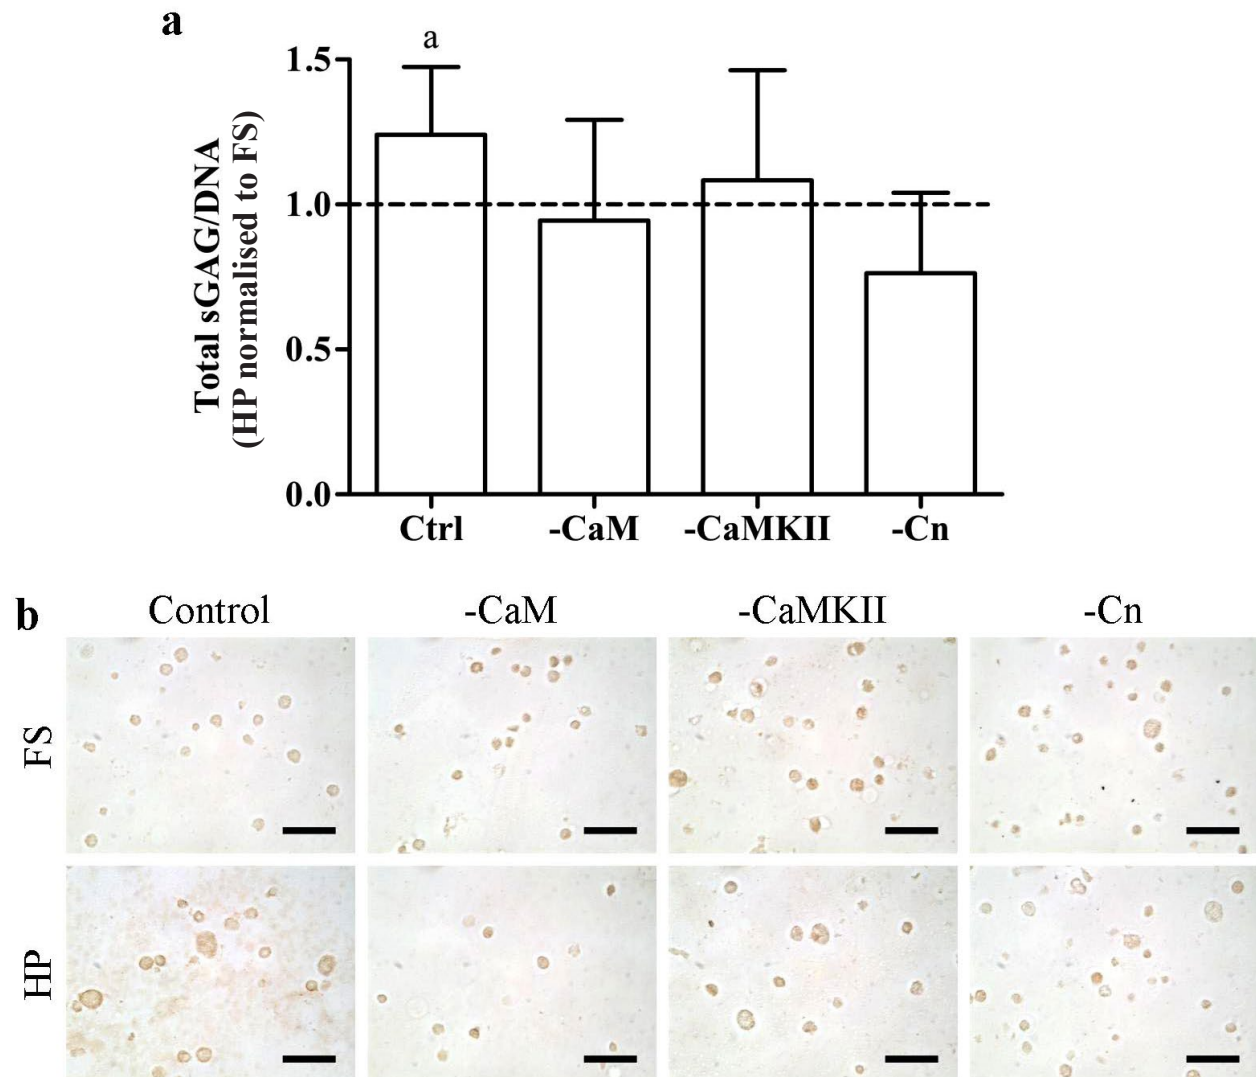 a
a
1.5
1.0
0.5
0.0
Total sGAG/DNA
(HP normalised to FS)
Ctrl -CaM -CaMKII -Cn
b
Control -CaM -CaMKII -Cn
FS
HP